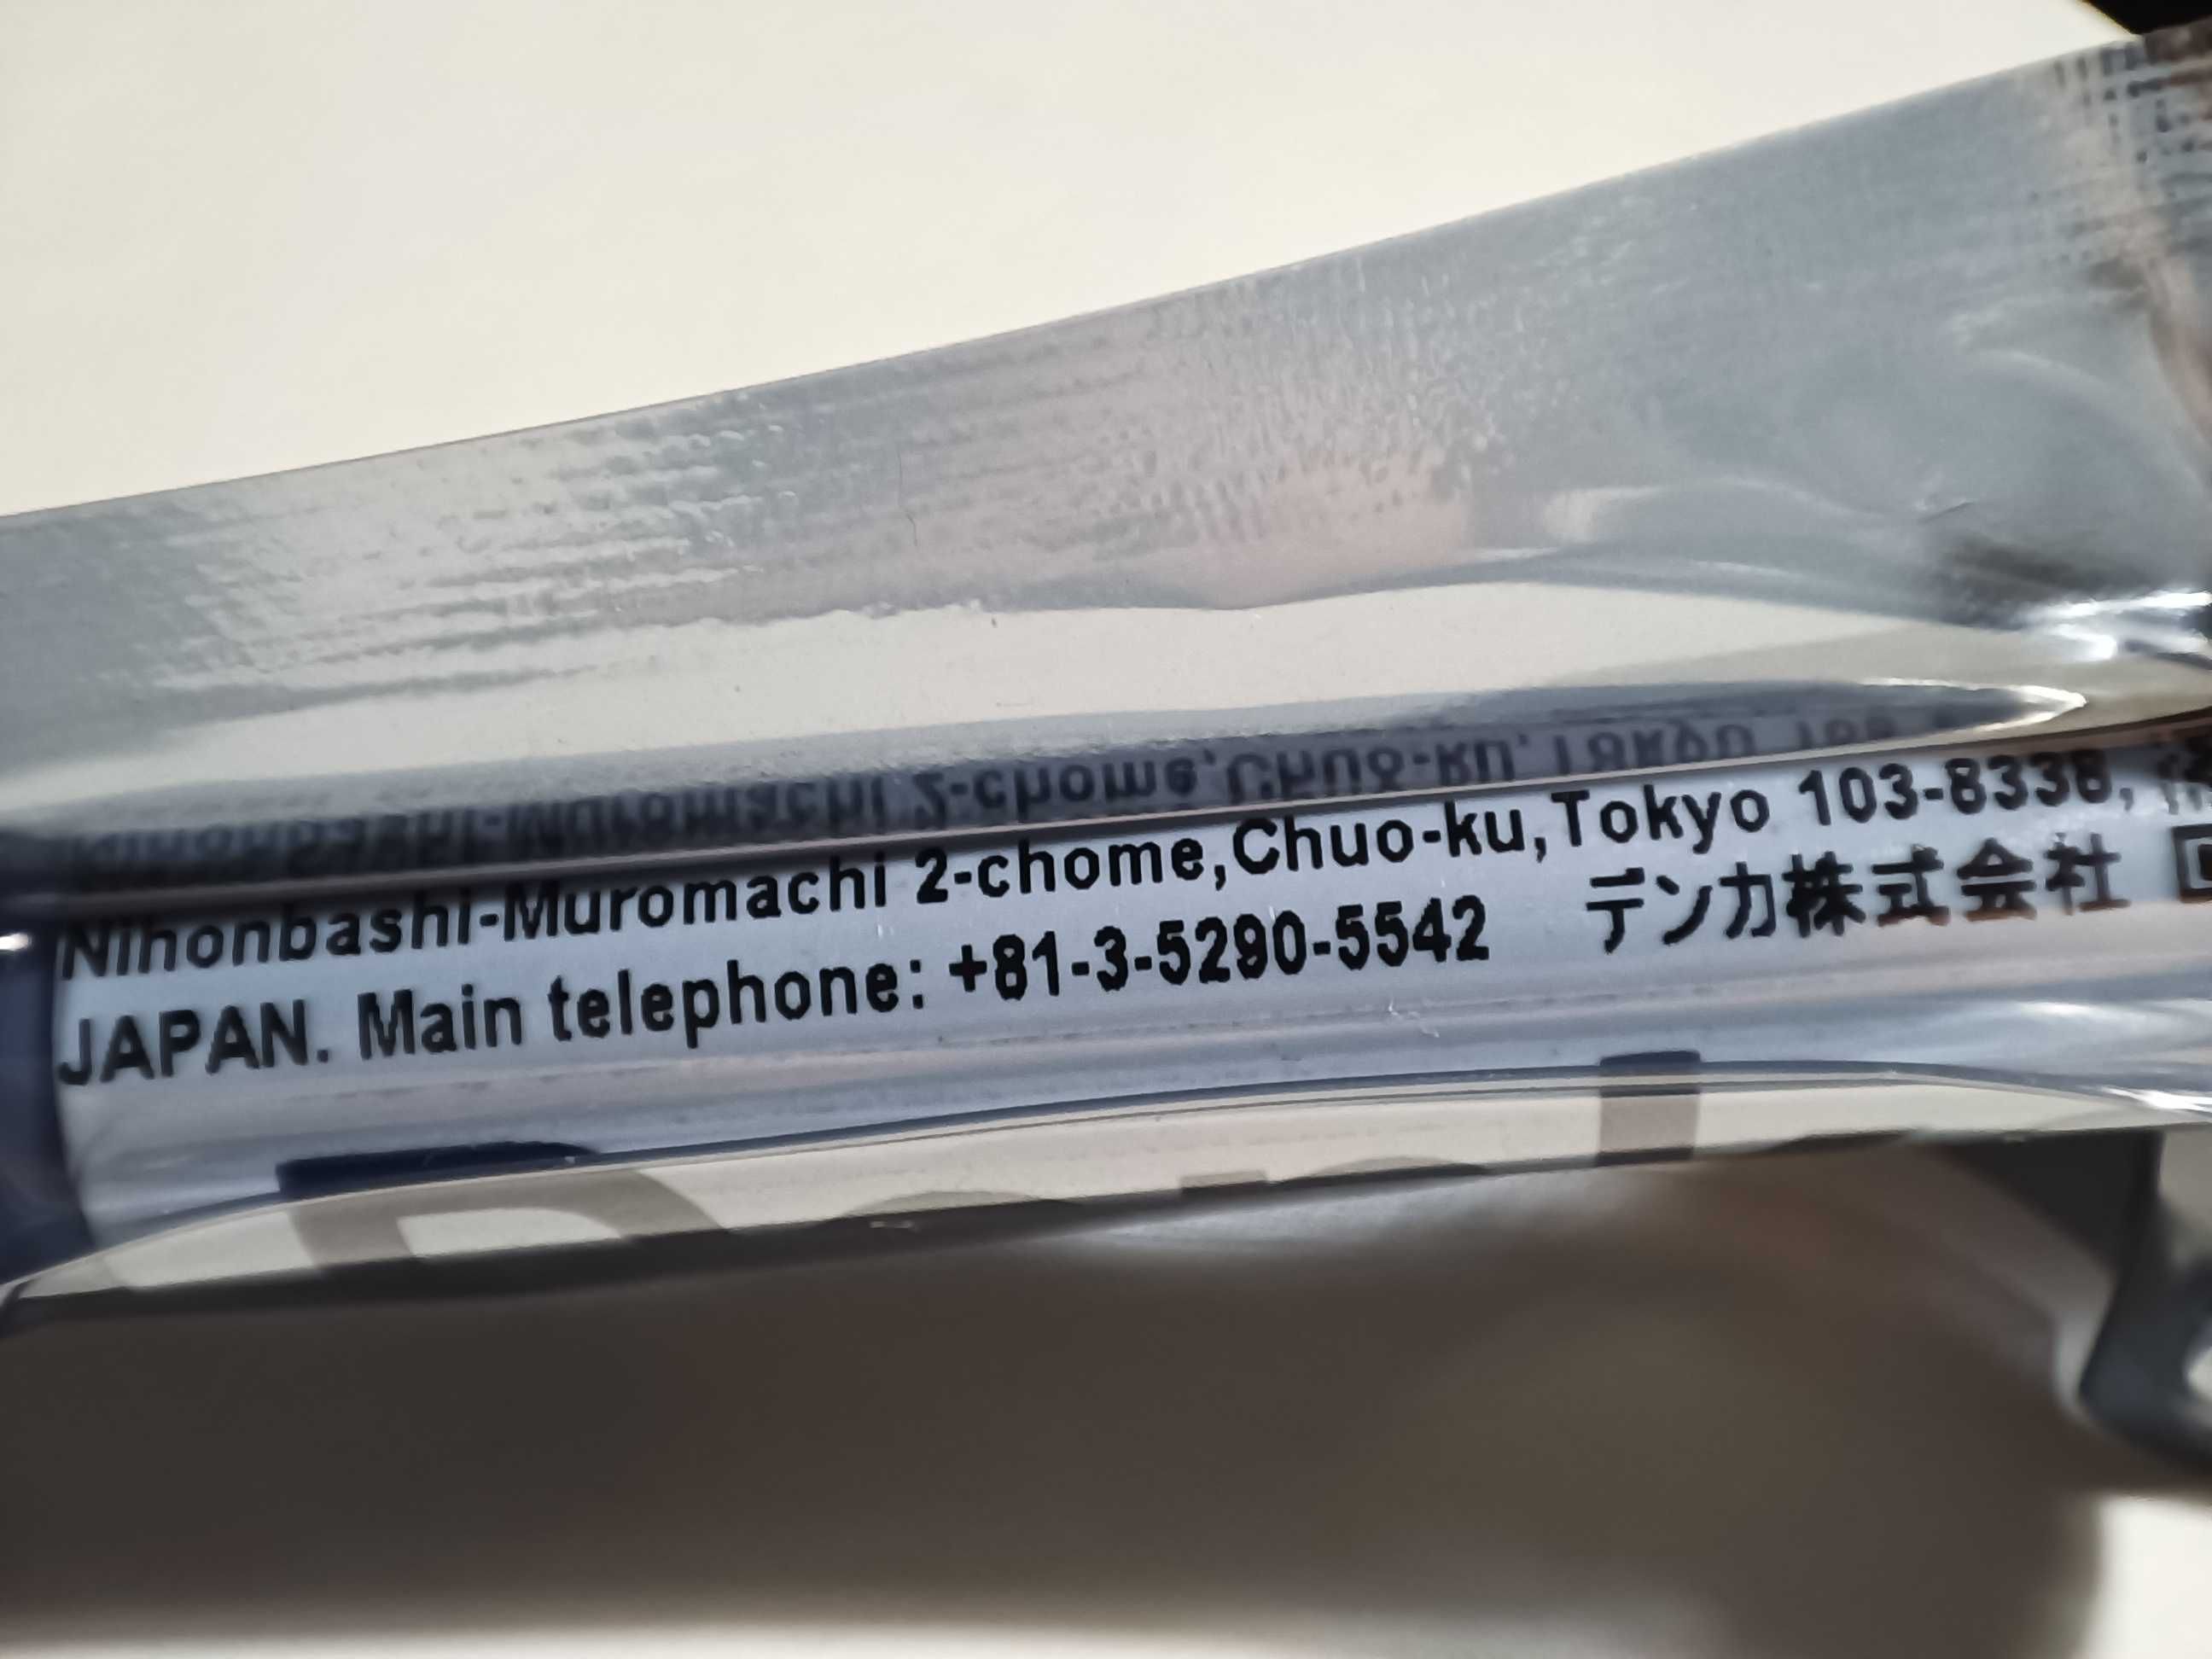 Nihonbashi-Muromachi 2-chome,Chuo-ku,Tokyo 103-8338,
JAPAN. Main telephone: +81-3-5290-5542 デンカ株式会社